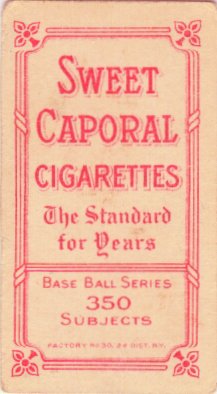 SWEET
CAPORAL
CIGARETTES
The Standard
for Years
BASE BALL SERIES
350
SUBJECTS
FACTORY NO. 30, 2d DIST. N.Y.